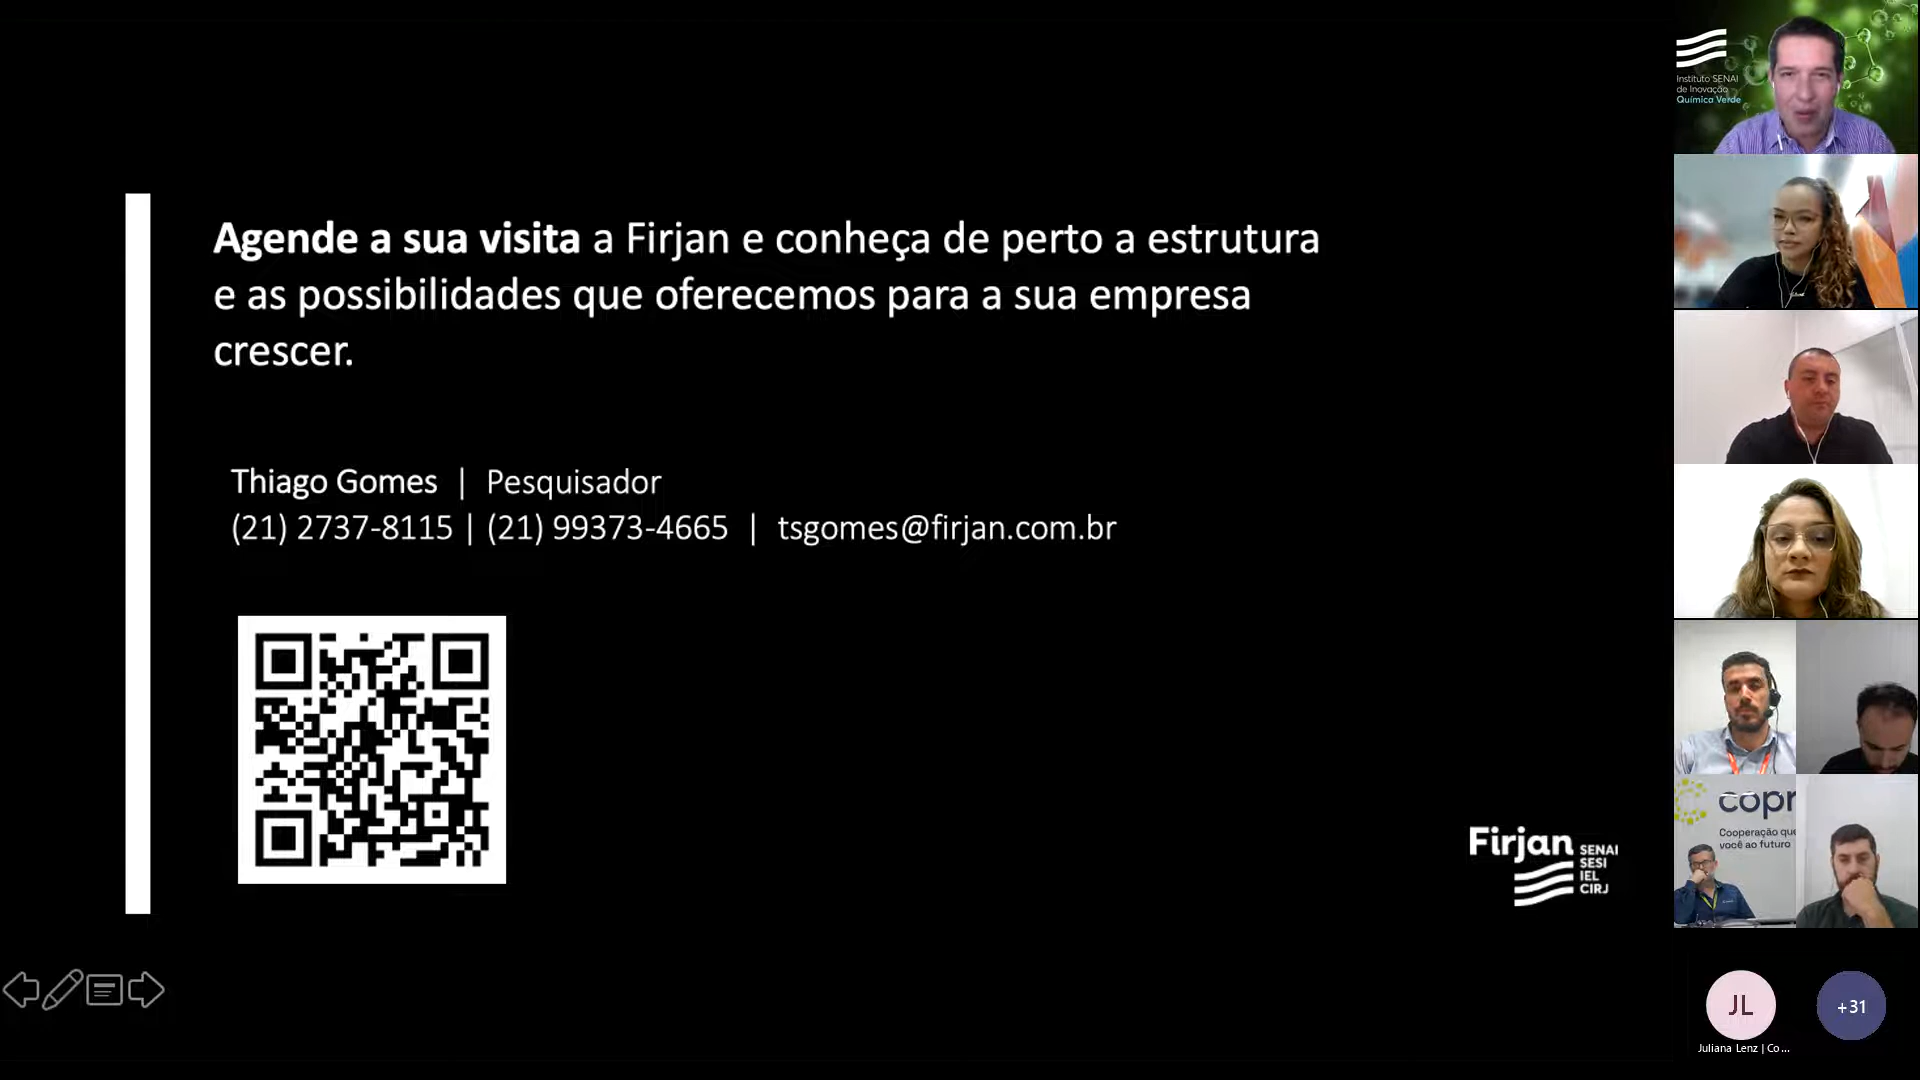 Agende a sua visita a Firjan e conheça de perto a estrutura
e as possibilidades que oferecemos para a sua empresa
crescer.
Thiago Gomes | Pesquisador
(21) 2737-8115 | (21) 99373-4665 | tsgomes@firjan.com.br
Firjan SENAI
SESI
IEL
CIRJ
Instituto SENAI
de Inovação
Química Verde
copr
Cooperação que
você ao futuro
JL
+31
Juliana Lenz | Co...